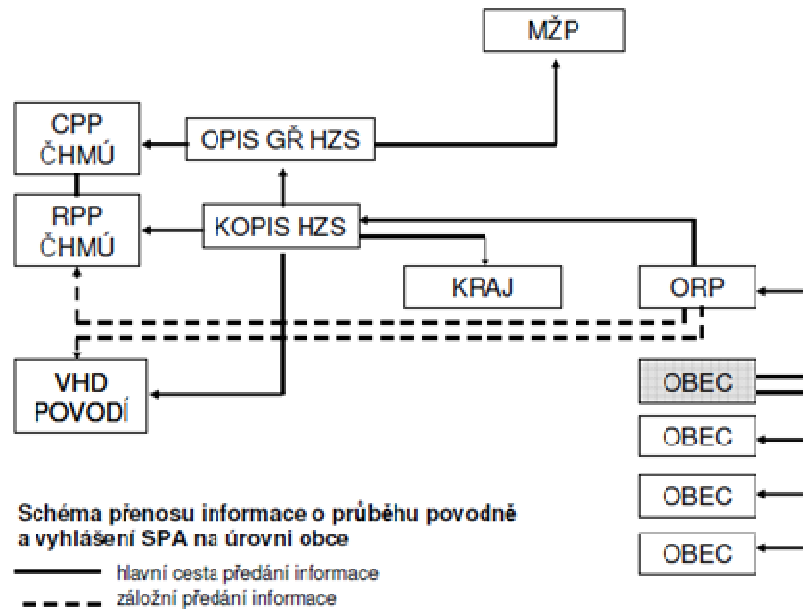 MŽP
CPP
ČHMÚ
OPIS GŘ HZS
RPP
ČHMÚ
KOPIS HZS
KRAJ
ORP
VHD
POVODÍ
OBEC
OBEC
OBEC
OBEC
Schéma přenosu informace o průběhu povodně
a vyhlášení SPA na úrovni obce
hlavní cesta předání informace
záložní předání informace